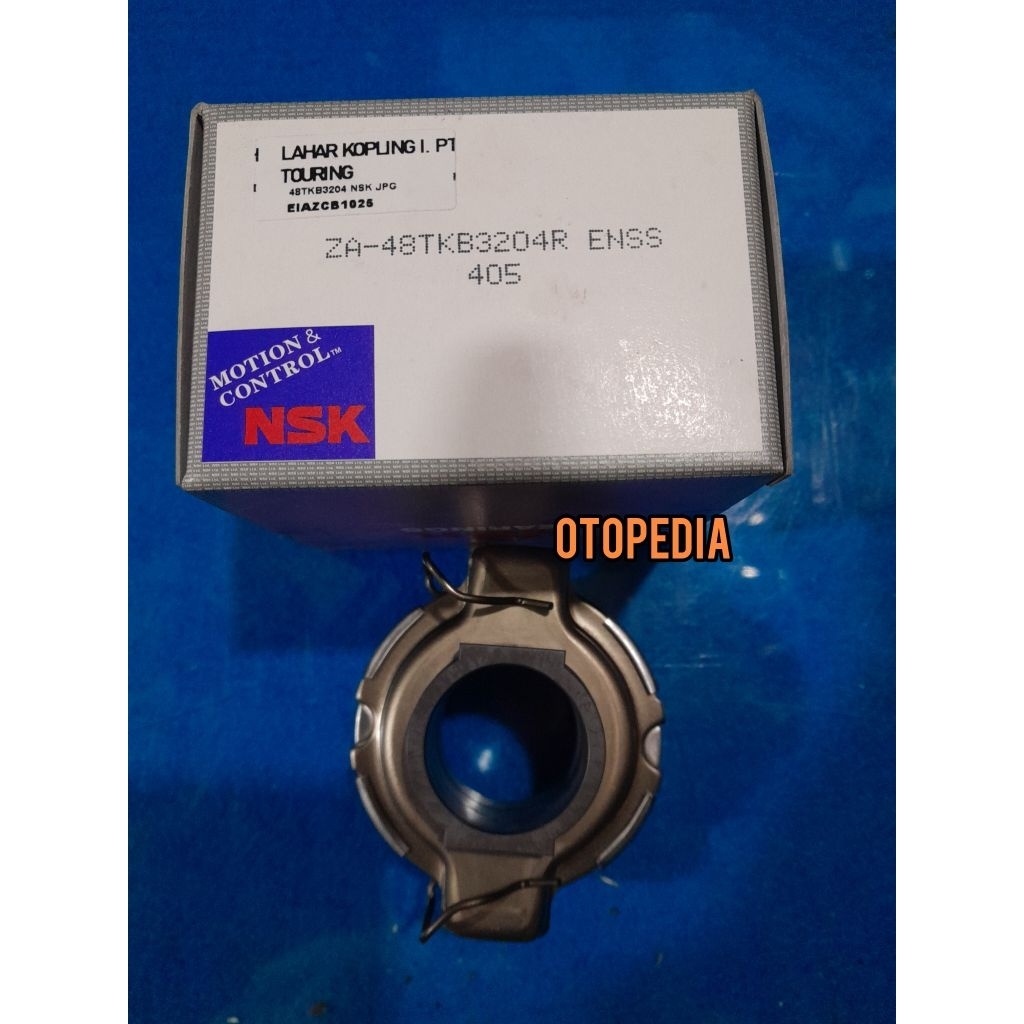 LAHAR KOPLING I. PT
TOURING
48TKB3204 NSK JPG
EIAZCB1025
ZA-48TKB3204R ENSS
405
MOTION &
CONTROL™
NSK
OTOPEDIA